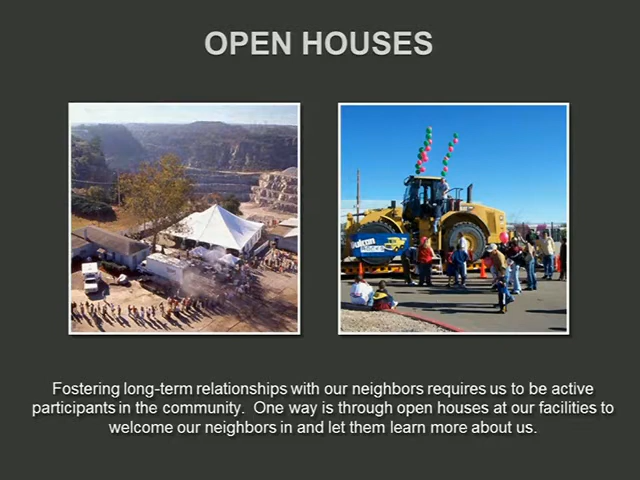 OPEN HOUSES
Vulcan
Fostering long-term relationships with our neighbors requires us to be active
participants in the community.  One way is through open houses at our facilities to
welcome our neighbors in and let them learn more about us.